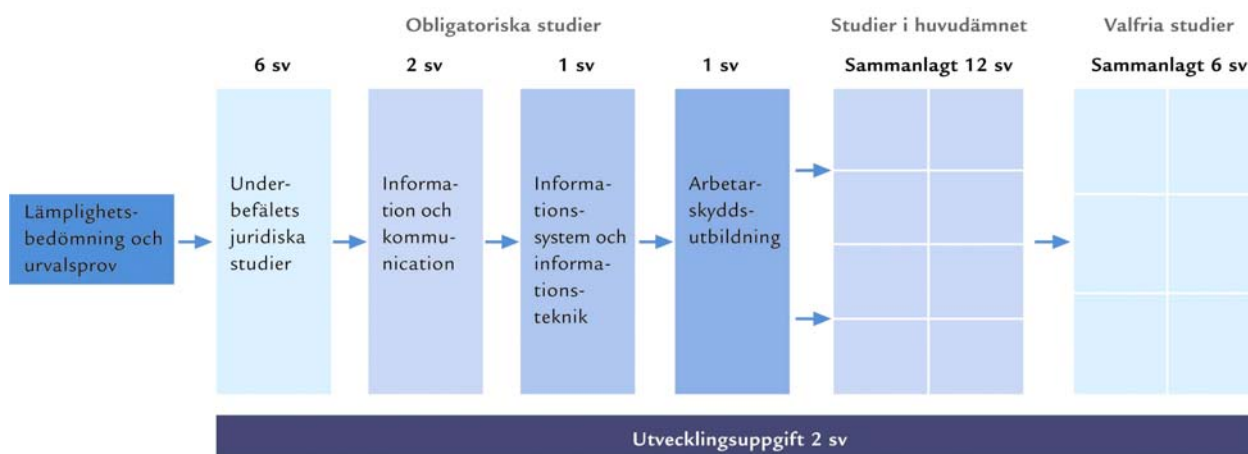 Obligatoriska studier
Studier i huvudämnet
Valfria studier
6 sv
2 sv
1 sv
1 sv
Sammanlagt 12 sv
Sammanlagt 6 sv
Lämplighets-
bedömning och
urvalsprov
Under-
befälets
juridiska
studier
Informa-
tion och
kommu-
nication
Informa-
tions-
system och
informa-
tions-
teknik
Arbetar-
skydds-
utbildning
Utvecklingsuppgift 2 sv